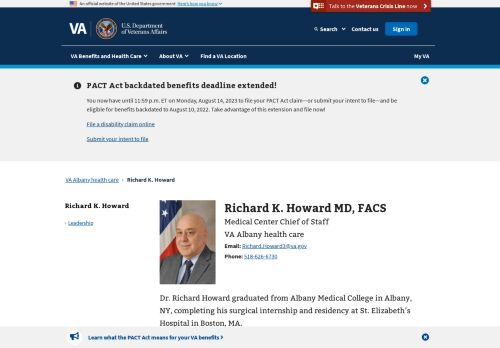 An official website of the United States government Here's how you know
Talk to the Veterans Crisis Line now
VA U.S. Department of Veterans Affairs
Search Contact us Sign in
VA Benefits and Health Care About VA Find a VA Location My VA
PACT Act backdated benefits deadline extended!
You now have until 11:59 p.m. ET on Monday, August 14, 2023 to file your PACT Act claim—or submit your intent to file—and be
eligible for benefits backdated to August 10, 2022. Take advantage of this extension and file now!
File a disability claim online
Submit your intent to file
VA Albany health care › Richard K. Howard
Richard K. Howard
› Leadership
Richard K. Howard MD, FACS
Medical Center Chief of Staff
VA Albany health care
Email: Richard.Howard3@va.gov
Phone: 518-626-6730
Dr. Richard Howard graduated from Albany Medical College in Albany,
NY, completing his surgical internship and residency at St. Elizabeth's
Hospital in Boston, MA.
Learn what the PACT Act means for your VA benefits >